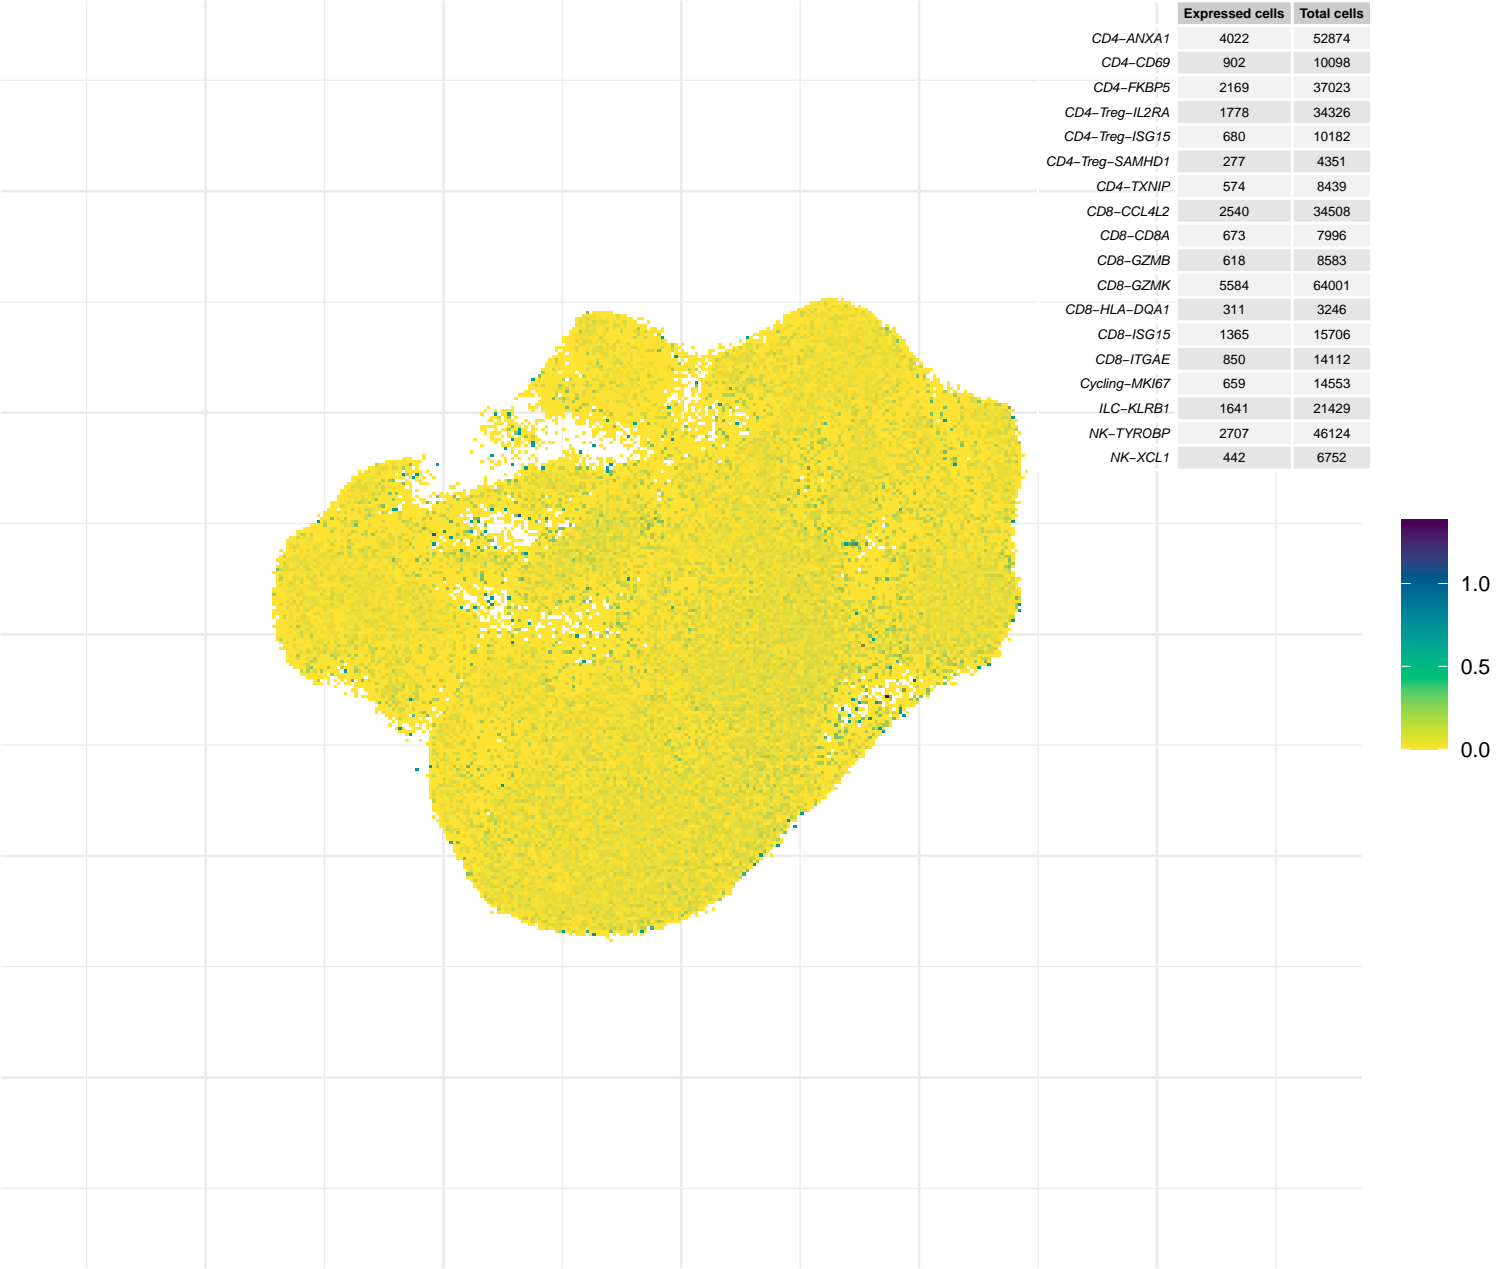 Expressed cells Total cells
CD4−ANXA1 4022 52874
CD4−CD69 902 10098
CD4−FKBP5 2169 37023
CD4−Treg−IL2RA 1778 34326
CD4−Treg−ISG15 680 10182
CD4−Treg−SAMHD1 277 4351
CD4−TXNIP 574 8439
CD8−CCL4L2 2540 34508
CD8−CD8A 673 7996
CD8−GZMB 618 8583
CD8−GZMK 5584 64001
CD8−HLA−DQA1 311 3246
CD8−ISG15 1365 15706
CD8−ITGAE 850 14112
Cycling−MKI67 659 14553
ILC−KLRB1 1641 21429
NK−TYROBP 2707 46124
NK−XCL1 442 6752
1.0
0.5
0.0